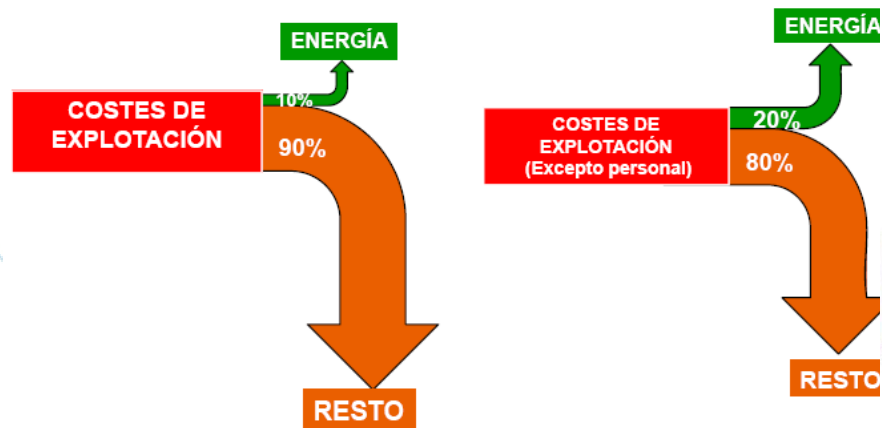 ENERGÍA
10%
COSTES DE
EXPLOTACIÓN
90%
RESTO
ENERGÍA
20%
COSTES DE
EXPLOTACIÓN
(Excepto personal)
80%
RESTO